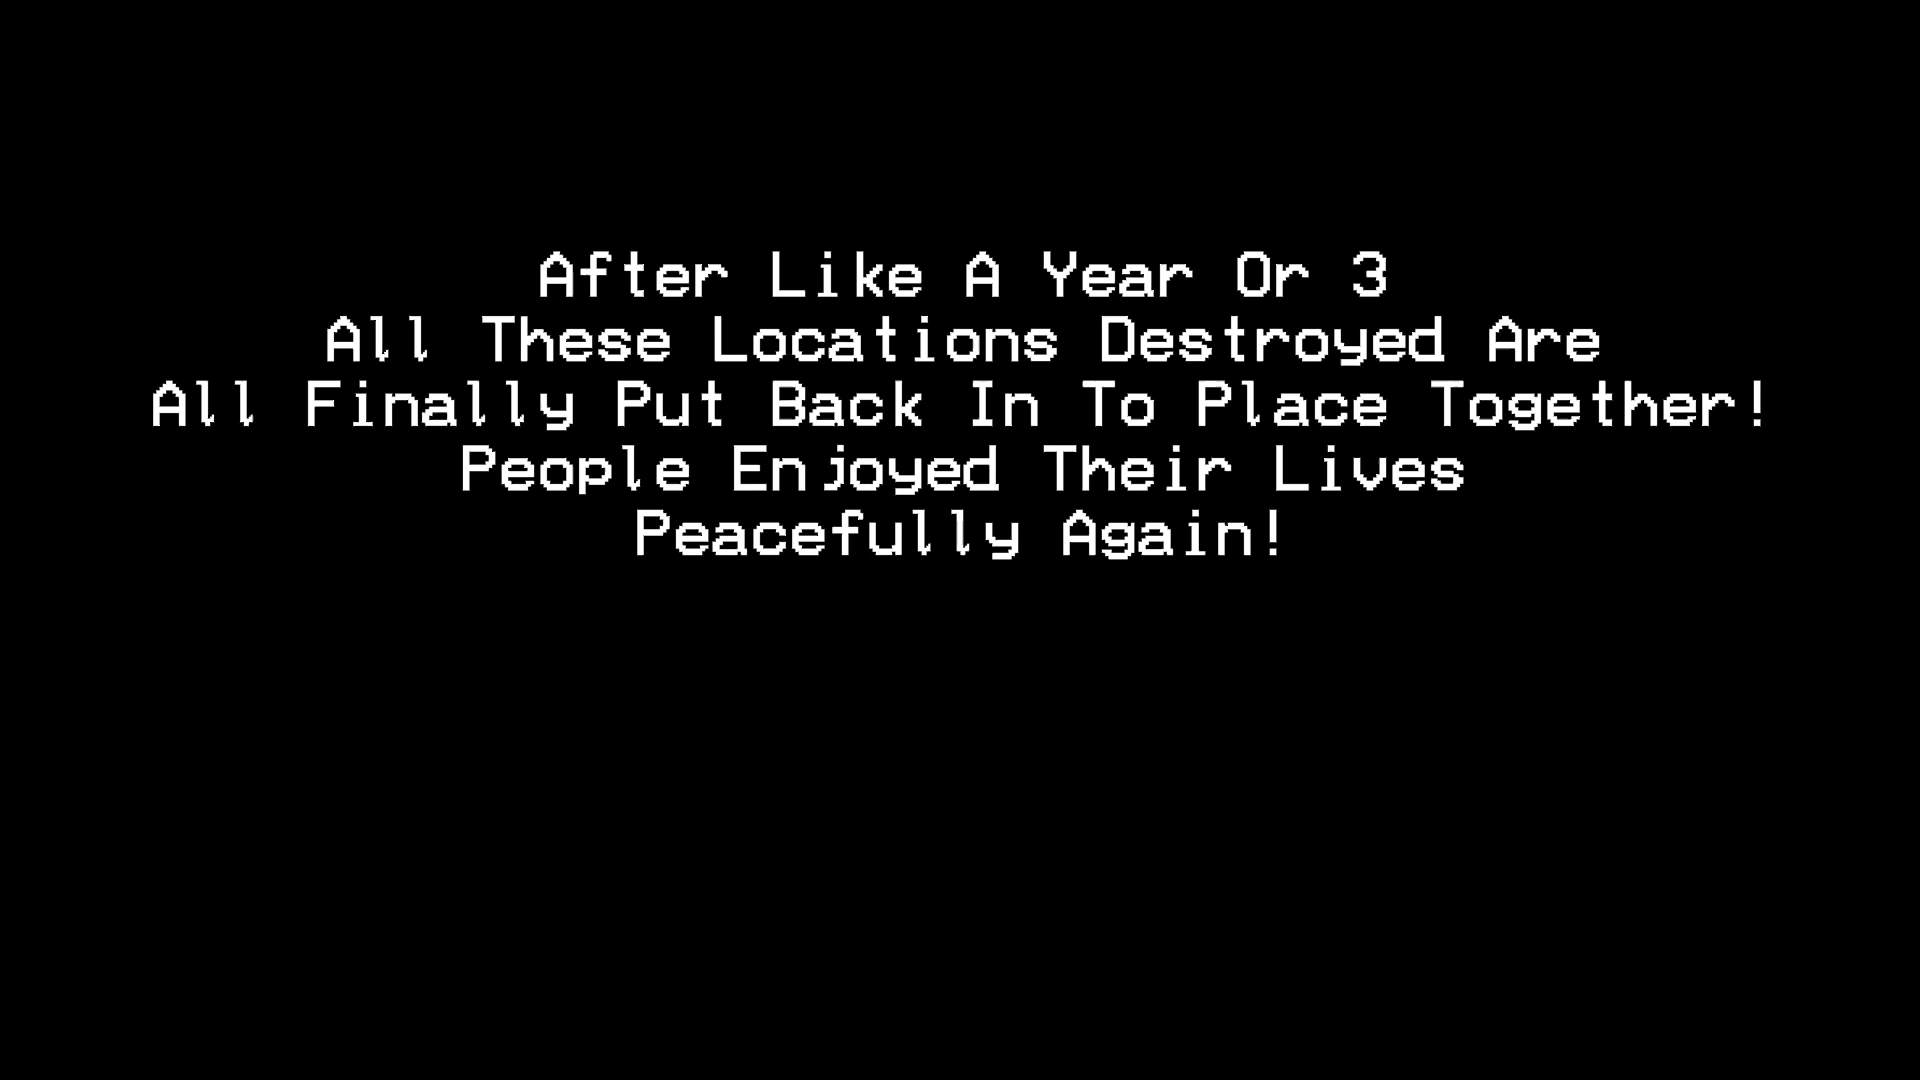 After Like A Year Or 3
All These Locations Destroyed Are
All Finally Put Back In To Place Together!
People Enjoyed Their Lives
Peacefully Again!